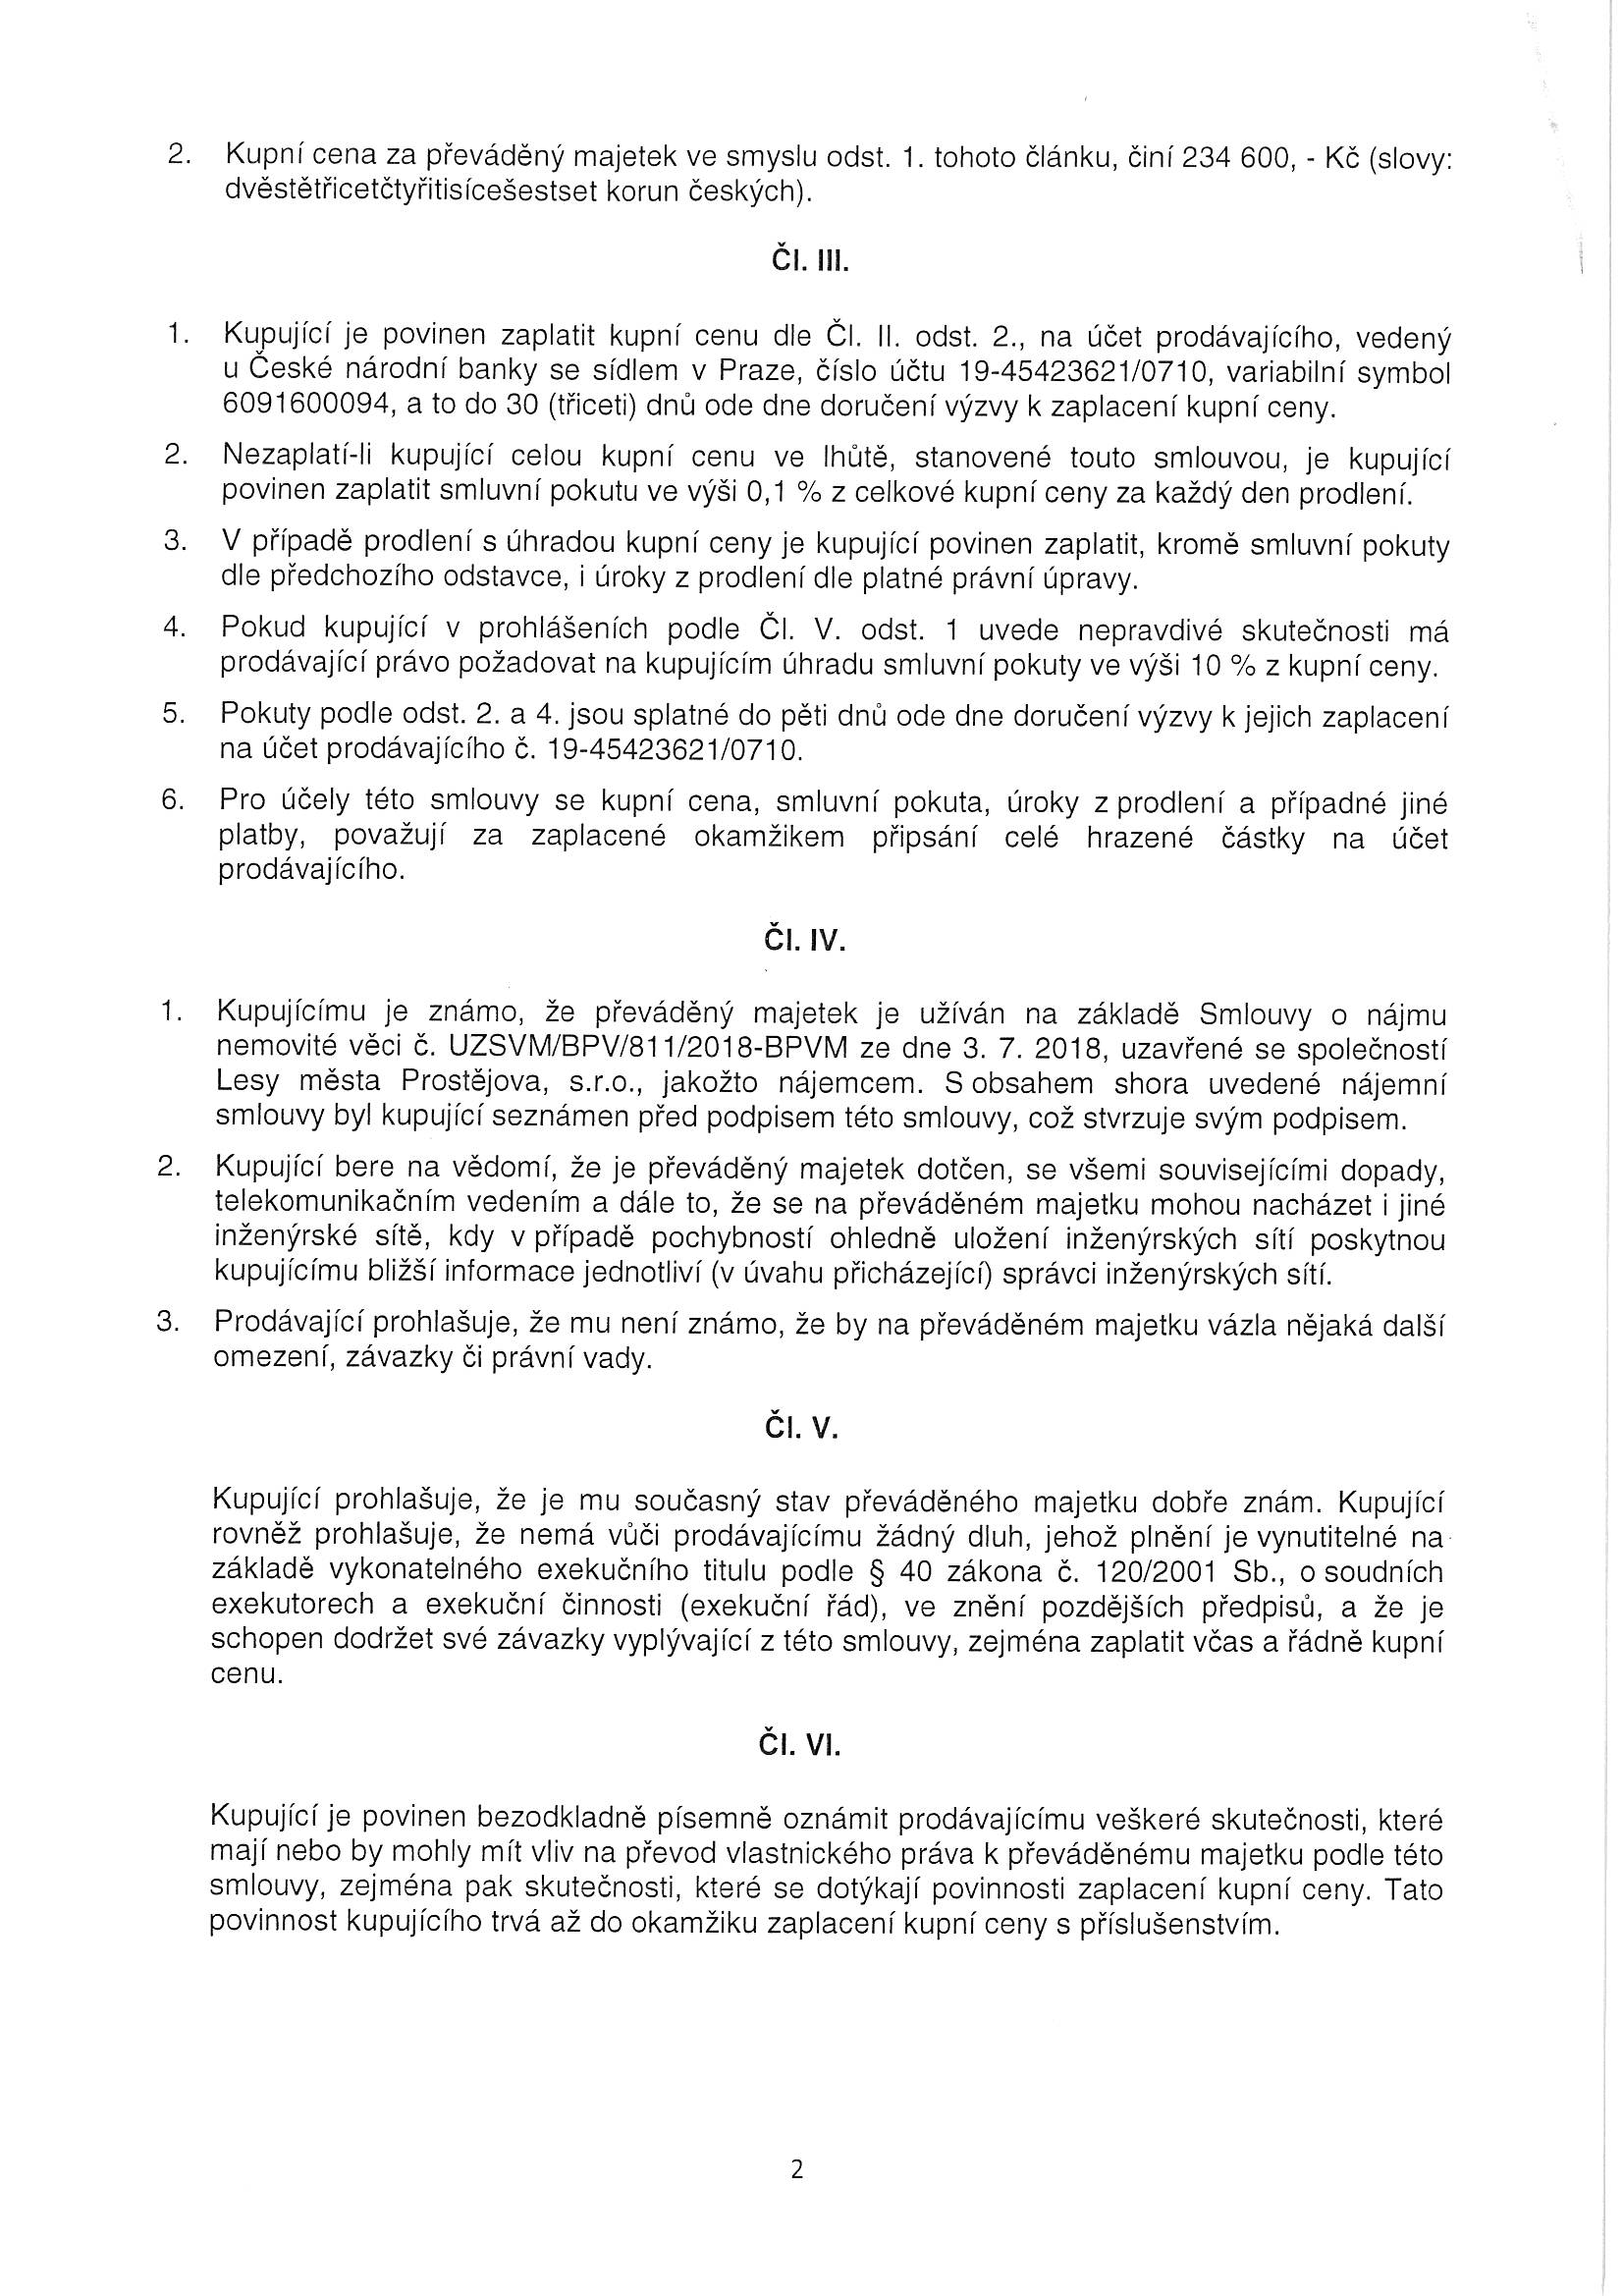 2. Kupní cena za převáděný majetek ve smyslu odst. 1. tohoto článku, činí 234 600, - Kč (slovy:
dvěstětřicetčtyřitisícešestset korun českých).
Čl. III.
1. Kupující je povinen zaplatit kupní cenu dle Čl. II. odst. 2., na účet prodávajícího, vedený
u České národní banky se sídlem v Praze, číslo účtu 19-45423621/0710, variabilní symbol
6091600094, a to do 30 (třiceti) dnů ode dne doručení výzvy k zaplacení kupní ceny.
2. Nezaplatí-li kupující celou kupní cenu ve lhůtě, stanovené touto smlouvou, je kupující
povinen zaplatit smluvní pokutu ve výši 0,1 % z celkové kupní ceny za každý den prodlení.
3. V případě prodlení s úhradou kupní ceny je kupující povinen zaplatit, kromě smluvní pokuty
dle předchozího odstavce, i úroky z prodlení dle platné právní úpravy.
4. Pokud kupující v prohlášeních podle Čl. V. odst. 1 uvede nepravdivé skutečnosti má
prodávající právo požadovat na kupujícím úhradu smluvní pokuty ve výši 10 % z kupní ceny.
5. Pokuty podle odst. 2. a 4. jsou splatné do pěti dnů ode dne doručení výzvy k jejich zaplacení
na účet prodávajícího č. 19-45423621/0710.
6. Pro účely této smlouvy se kupní cena, smluvní pokuta, úroky z prodlení a případné jiné
platby, považují za zaplacené okamžikem připsání celé hrazené částky na účet
prodávajícího.
Čl. IV.
1. Kupujícímu je známo, že převáděný majetek je užíván na základě Smlouvy o nájmu
nemovité věci č. UZSVM/BPV/811/2018-BPVM ze dne 3. 7. 2018, uzavřené se společností
Lesy města Prostějova, s.r.o., jakožto nájemcem. S obsahem shora uvedené nájemní
smlouvy byl kupující seznámen před podpisem této smlouvy, což stvrzuje svým podpisem.
2. Kupující bere na vědomí, že je převáděný majetek dotčen, se všemi souvisejícími dopady,
telekomunikačním vedením a dále to, že se na převáděném majetku mohou nacházet i jiné
inženýrské sítě, kdy v případě pochybností ohledně uložení inženýrských sítí poskytnou
kupujícímu bližší informace jednotliví (v úvahu přicházející) správci inženýrských sítí.
3. Prodávající prohlašuje, že mu není známo, že by na převáděném majetku vázla nějaká další
omezení, závazky či právní vady.
Čl. V.
Kupující prohlašuje, že je mu současný stav převáděného majetku dobře znám. Kupující
rovněž prohlašuje, že nemá vůči prodávajícímu žádný dluh, jehož plnění je vynutitelné na
základě vykonatelného exekučního titulu podle § 40 zákona č. 120/2001 Sb., o soudních
exekutorech a exekuční činnosti (exekuční řád), ve znění pozdějších předpisů, a že je
schopen dodržet své závazky vyplývající z této smlouvy, zejména zaplatit včas a řádně kupní
cenu.
Čl. VI.
Kupující je povinen bezodkladně písemně oznámit prodávajícímu veškeré skutečnosti, které
mají nebo by mohly mít vliv na převod vlastnického práva k převáděnému majetku podle této
smlouvy, zejména pak skutečnosti, které se dotýkají povinnosti zaplacení kupní ceny. Tato
povinnost kupujícího trvá až do okamžiku zaplacení kupní ceny s příslušenstvím.
2